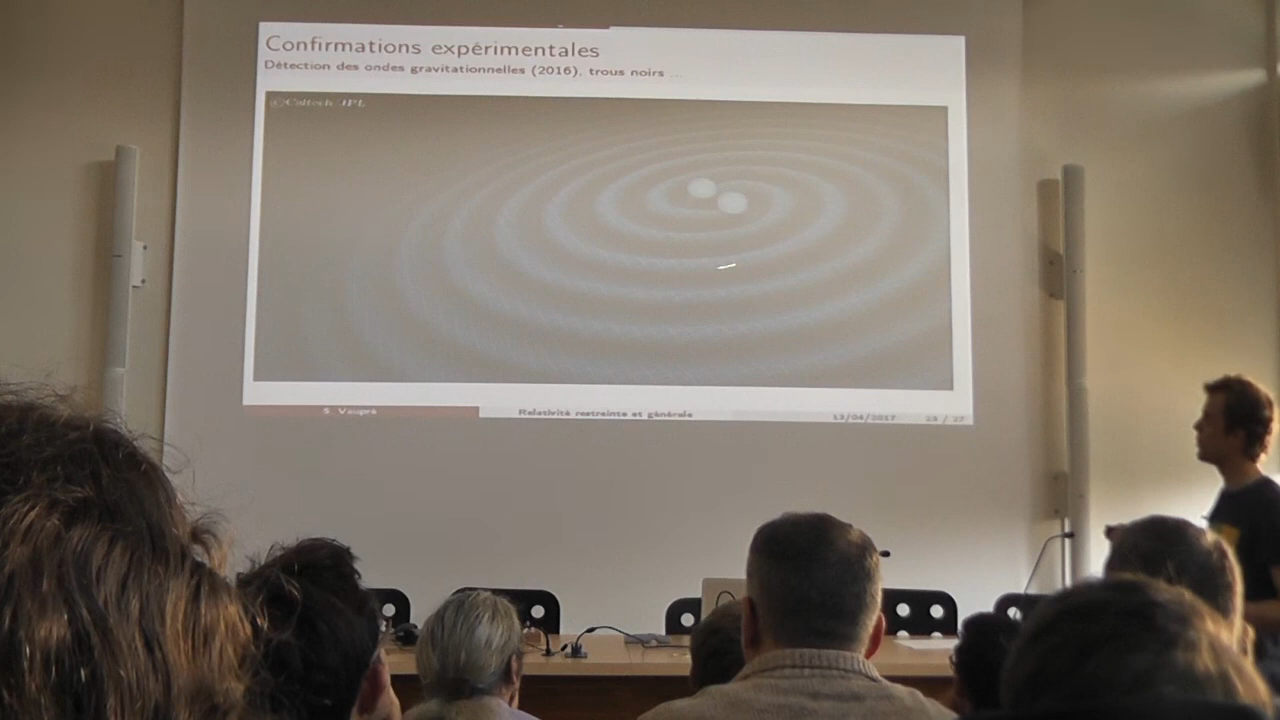 Confirmations expérimentales
Détection des ondes gravitationnelles (2016), trous noirs ...
©Caltech JPL
S. Vaupré Relativité restreinte et générale 13/04/2017 23 / 27